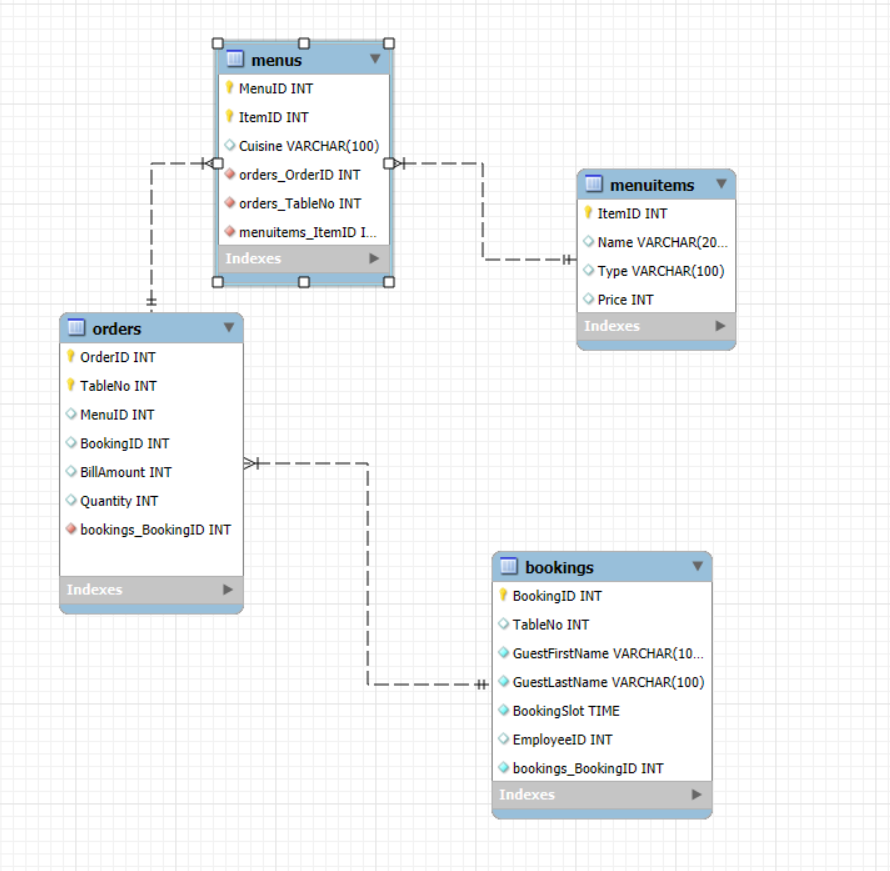 menus
MenuID INT
ItemID INT
Cuisine VARCHAR(100)
orders_OrderID INT
orders_TableNo INT
menuitems_ItemID I...
Indexes
menuitems
ItemID INT
Name VARCHAR(20...
Type VARCHAR(100)
Price INT
Indexes
orders
OrderID INT
TableNo INT
MenuID INT
BookingID INT
BillAmount INT
Quantity INT
bookings_BookingID INT
Indexes
bookings
BookingID INT
TableNo INT
GuestFirstName VARCHAR(10...
GuestLastName VARCHAR(100)
BookingSlot TIME
EmployeeID INT
bookings_BookingID INT
Indexes